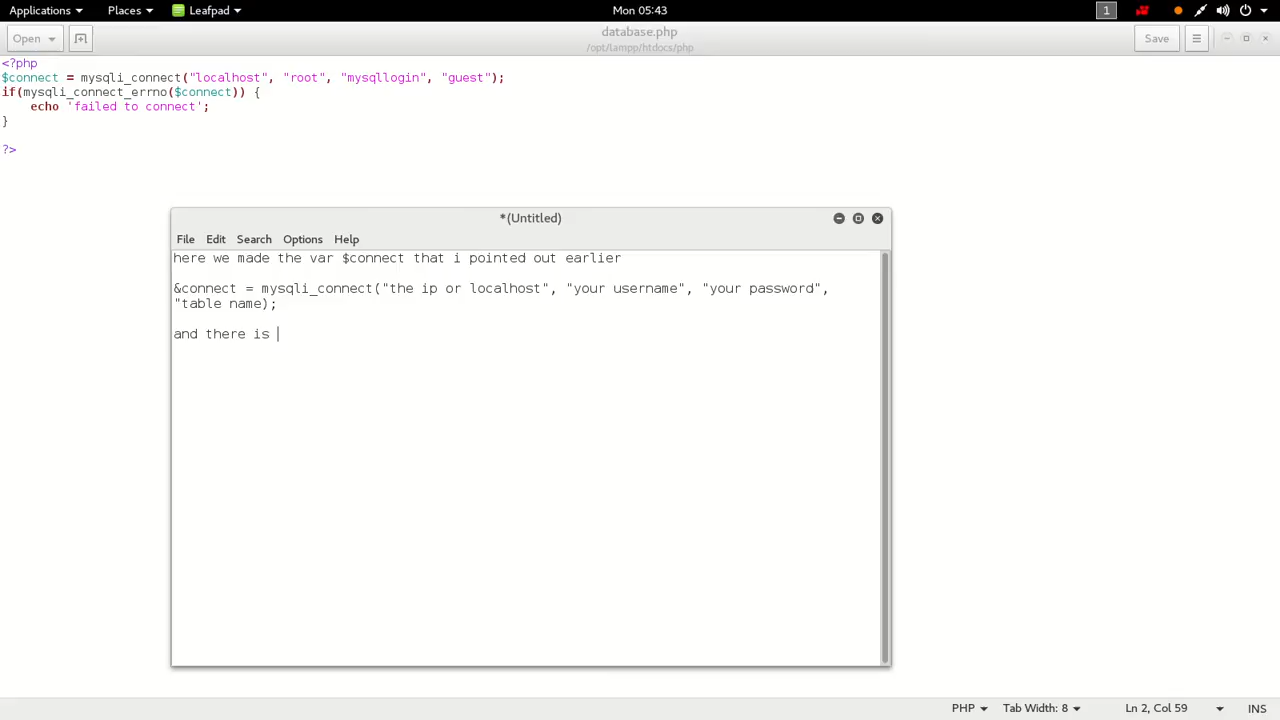 Applications Places Leafpad Mon 05:43 1
Open database.php Save
/opt/lampp/htdocs/php
<?php
$connect = mysqli_connect("localhost", "root", "mysqllogin", "guest");
if(mysqli_connect_errno($connect)) {
echo 'failed to connect';
}
?>
*(Untitled)
File Edit Search Options Help
here we made the var $connect that i pointed out earlier
&connect = mysqli_connect("the ip or localhost", "your username", "your password",
"table name);
and there is
PHP Tab Width: 8 Ln 2, Col 59 INS